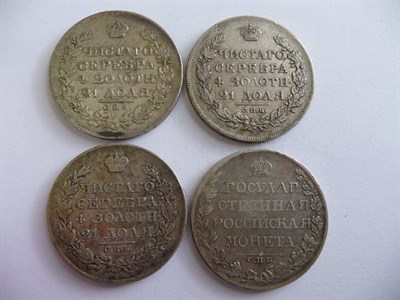 ЧИСТАГО
СЕРЕБРА
4 ЗОЛОТН.
21 ДОЛЯ.
С.П.Б.
ЧИСТАГО
СЕРЕБРА
4 ЗОЛОТН.
21 ДОЛЯ.
С.П.Б.
ЧИСТАГО
СЕРЕБРА
4 ЗОЛОТН.
21 ДОЛЯ.
С.П.Б.
ГОСУДАР
СТВЕННАЯ
РОССІЙСКАЯ
МОНЕТА.
С.П.Б.